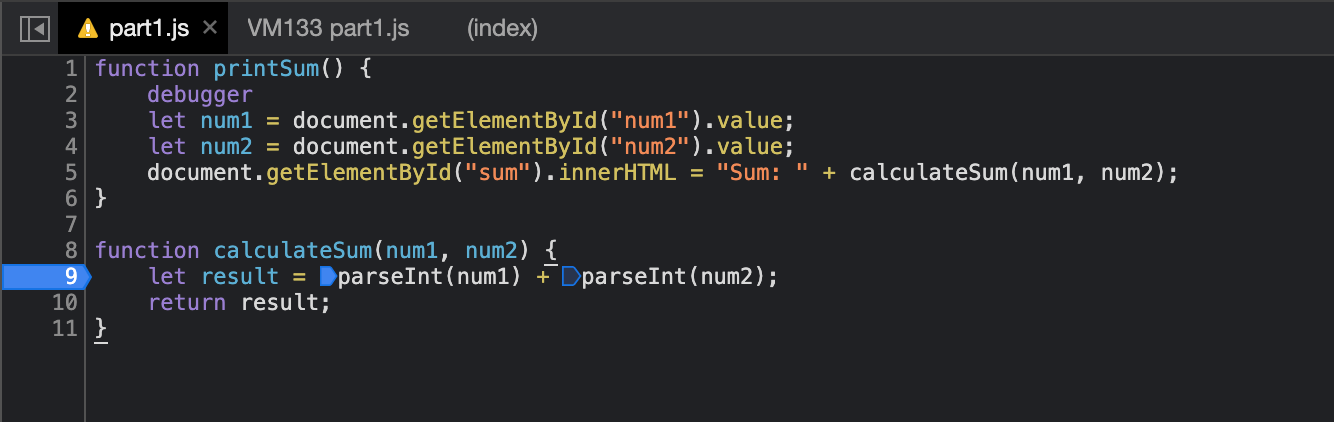 part1.js × VM133 part1.js (index)
1 function printSum() {
2     debugger
3     let num1 = document.getElementById("num1").value;
4     let num2 = document.getElementById("num2").value;
5     document.getElementById("sum").innerHTML = "Sum: " + calculateSum(num1, num2);
6 }
7
8 function calculateSum(num1, num2) {
9     let result = parseInt(num1) + parseInt(num2);
10     return result;
11 }